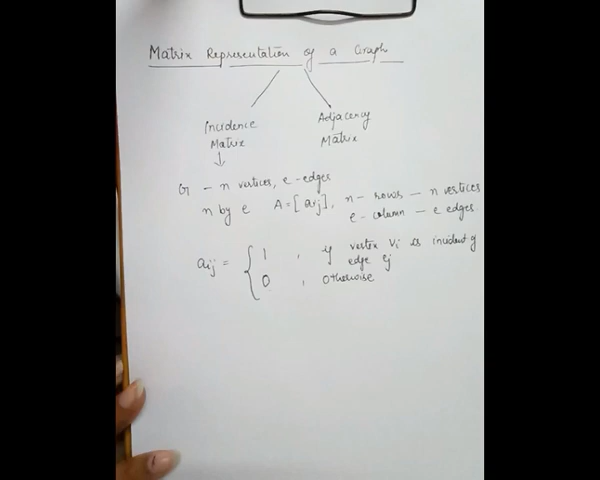 Matrix Representation of a Graph
Incidence Matrix
Adjacency Matrix
G - n vertices, e - edges
n by e A = [aij], n - rows - n vertices
e - column - e edges
aij = { 1 , if vertex Vi is incident of edge ej
0 , otherwise